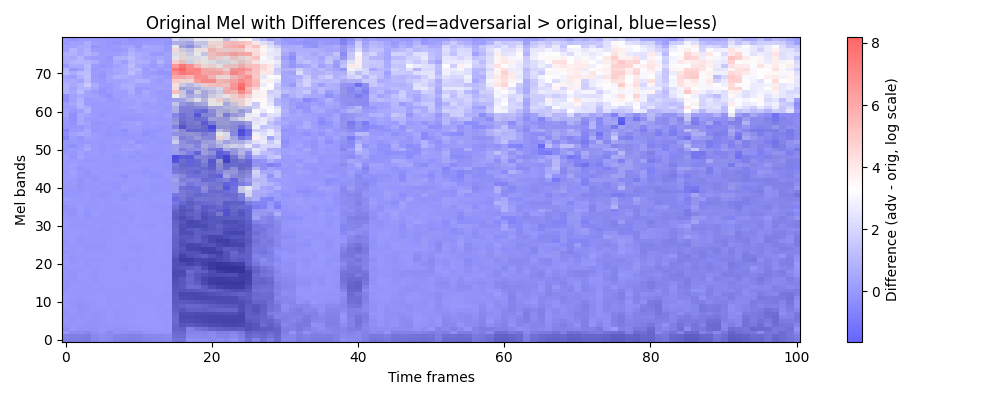 Original Mel with Differences (red=adversarial > original, blue=less)
Mel bands
70
60
50
40
30
20
10
0
0 20 40 60 80 100
Time frames
8
6
4
2
0
Difference (adv - orig, log scale)